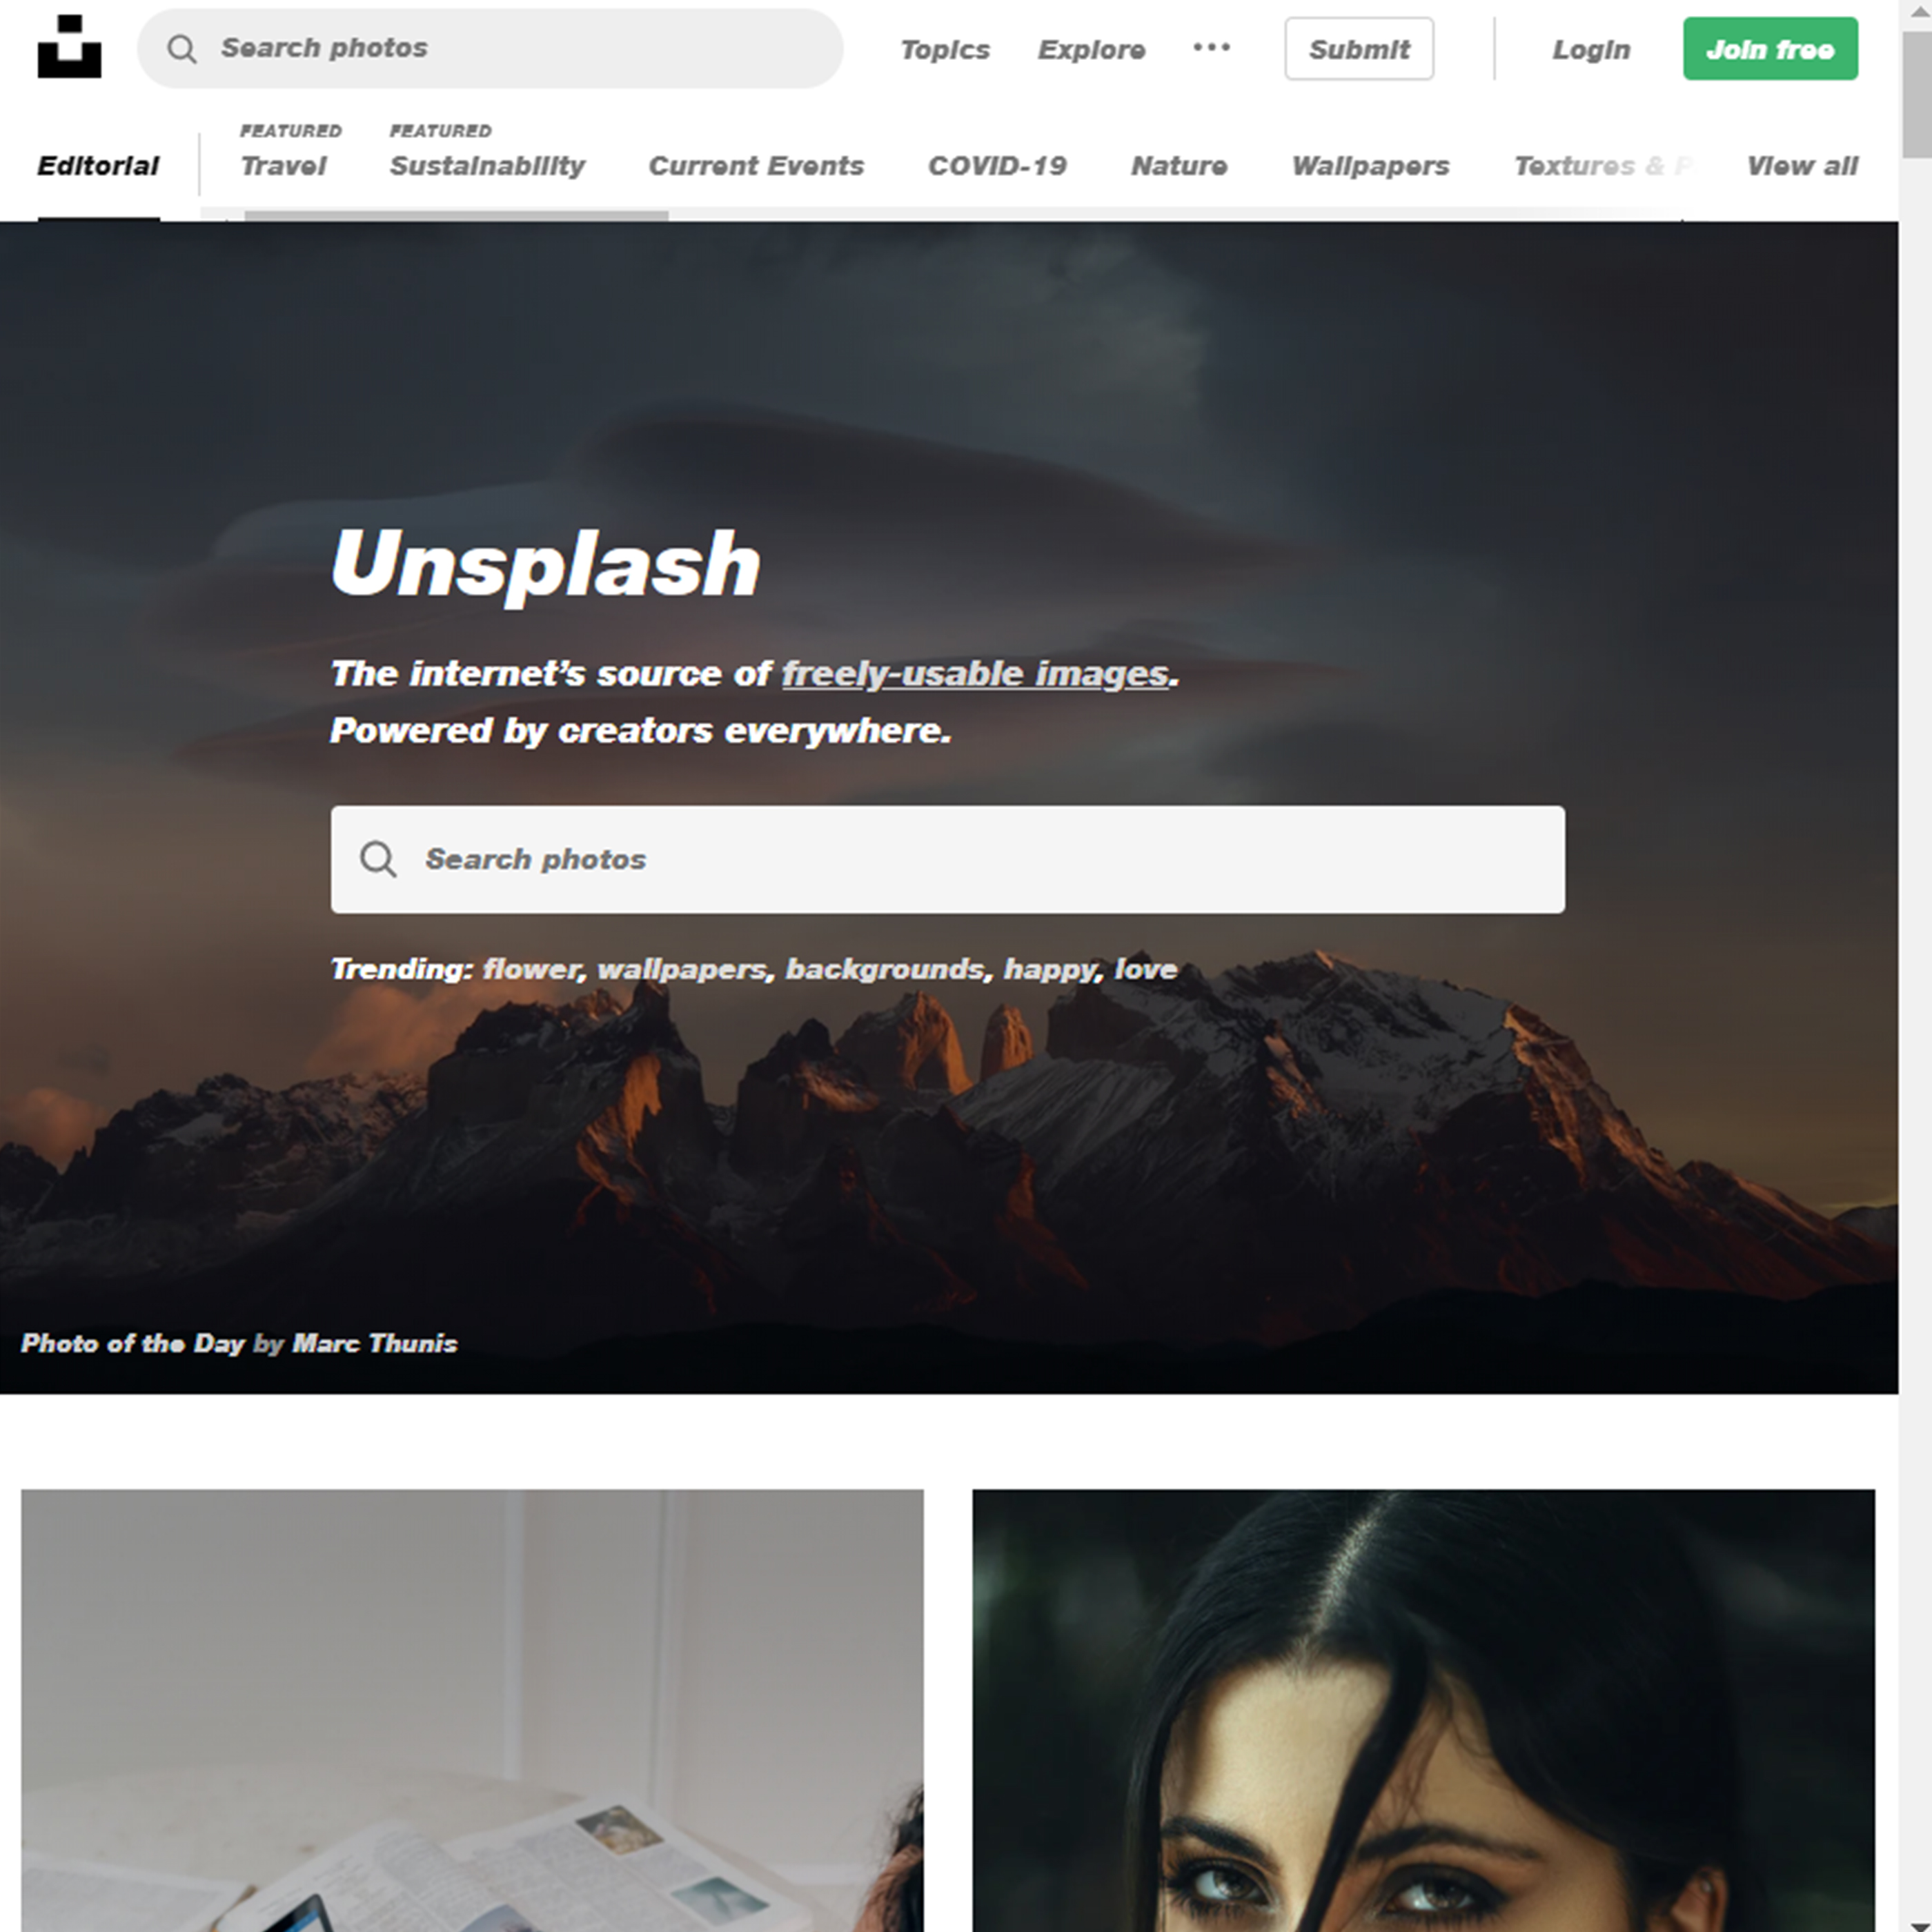 Search photos
Topics
Explore
•••
Submit
Login
Join free
Editorial
FEATURED
Travel
FEATURED
Sustainability
Current Events
COVID-19
Nature
Wallpapers
Textures &
View all
Unsplash
The internet’s source of freely-usable images.
Powered by creators everywhere.
Search photos
Trending: flower, wallpapers, backgrounds, happy, love
Photo of the Day by Marc Thunis